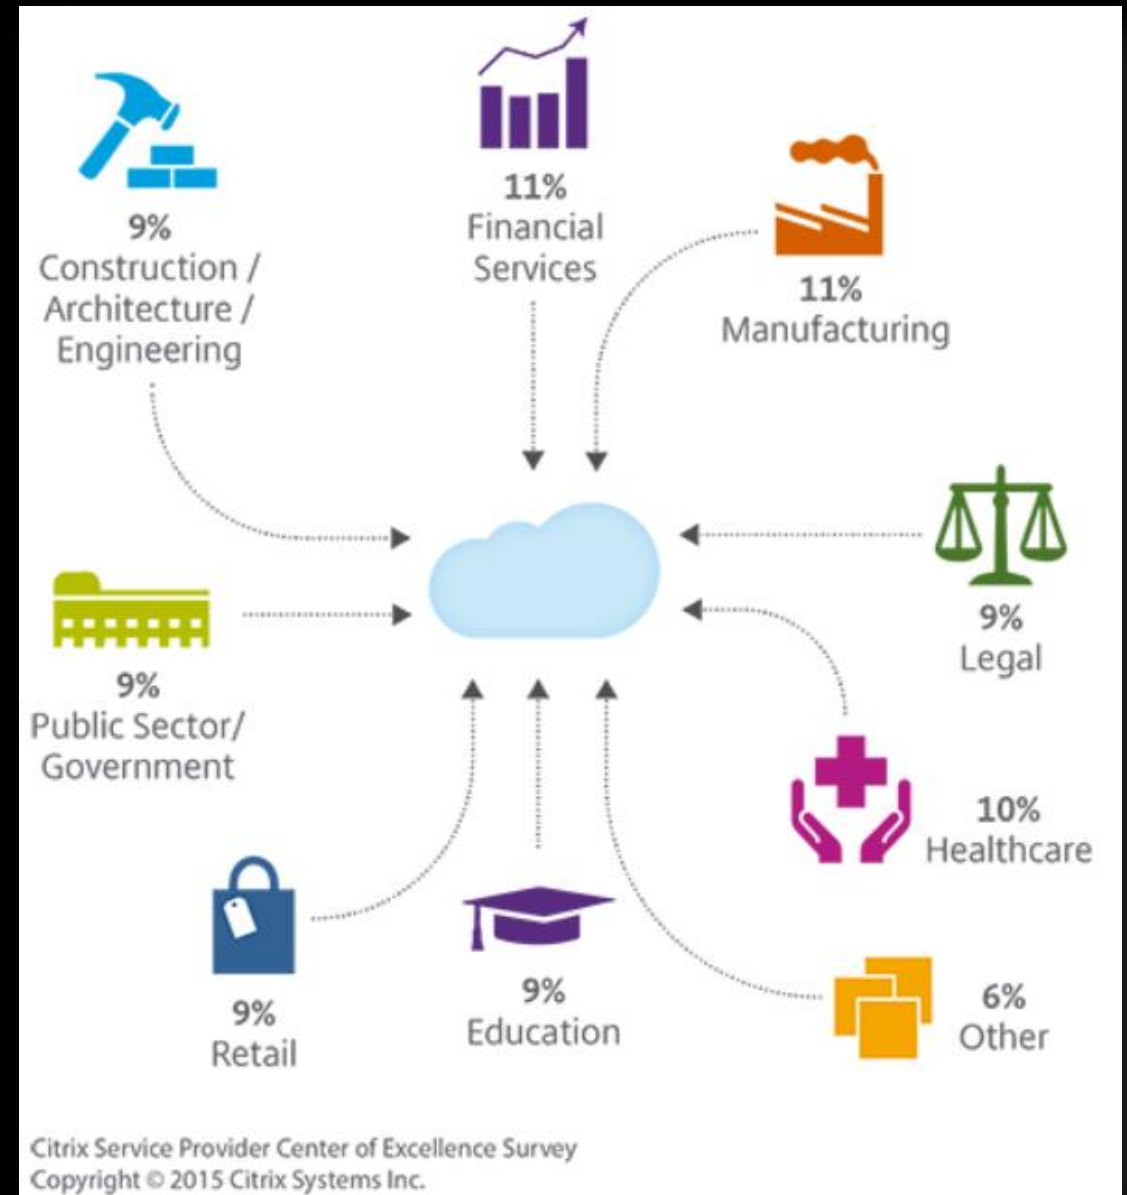 11%
Financial
Services
9%
Construction /
Architecture /
Engineering
11%
Manufacturing
9%
Legal
9%
Public Sector/
Government
10%
Healthcare
9%
Retail
9%
Education
6%
Other
Citrix Service Provider Center of Excellence Survey
Copyright © 2015 Citrix Systems Inc.